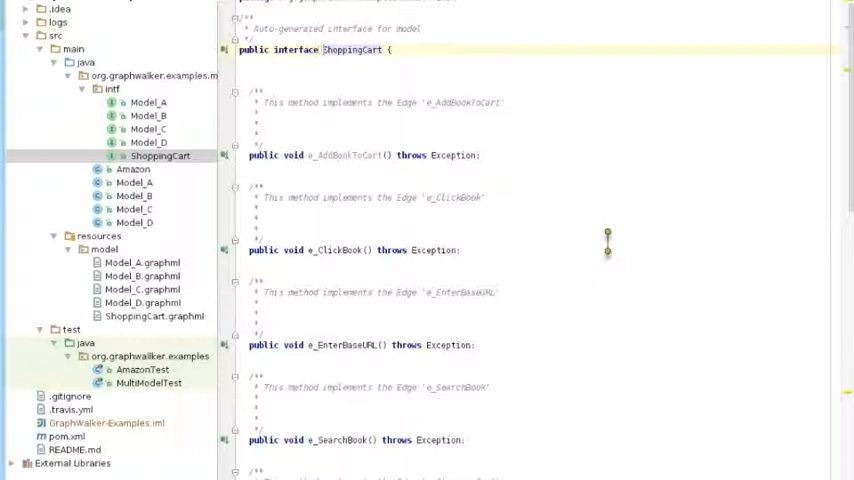 .idea
logs
src
main
java
org.graphwalker.examples.m
intf
Model_A
Model_B
Model_C
Model_D
ShoppingCart
Amazon
Model_A
Model_B
Model_C
Model_D
resources
model
Model_A.graphml
Model_B.graphml
Model_C.graphml
Model_D.graphml
ShoppingCart.graphml
test
java
org.graphwallker.examples
AmazonTest
MultiModelTest
.gitignore
.travis.yml
GraphWalker-Examples.iml
pom.xml
README.md
External Libraries
/**
* Auto-generated interface for model
*/
public interface ShoppingCart {
/**
* This method implements the Edge 'e_AddBookToCart'
*
*
*/
public void e_AddBookToCart() throws Exception;
/**
* This method implements the Edge 'e_ClickBook'
*
*
*/
public void e_ClickBook() throws Exception;
/**
* This method implements the Edge 'e_EnterBaseURL'
*
*
*/
public void e_EnterBaseURL() throws Exception;
/**
* This method implements the Edge 'e_SearchBook'
*
*
*/
public void e_SearchBook() throws Exception;
/**